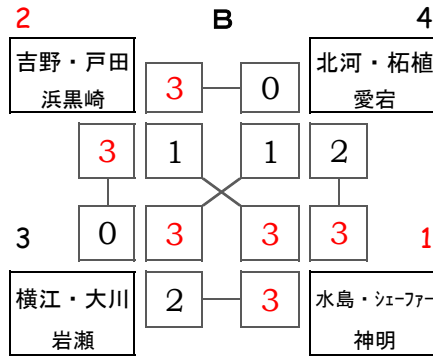 2 B 4
吉野・戸田 3 0 北河・柘植
浜黒崎 愛宕
3 1 1 2
3 0 3 3 3 1
横江・大川 2 3 水島・ｼｪｰﾌｧｰ
岩瀬 神明